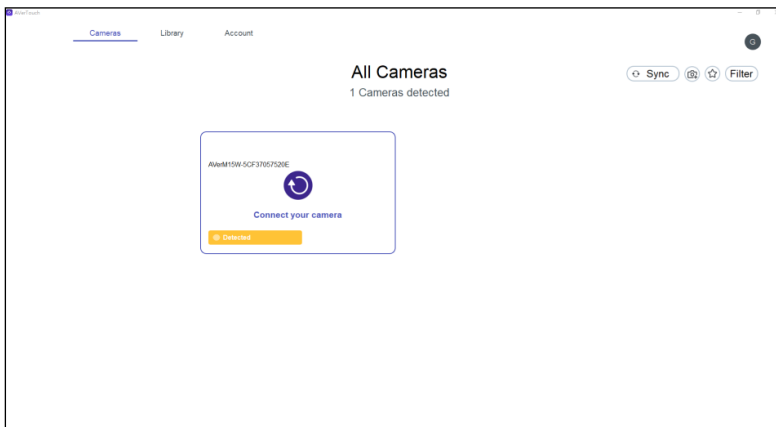 AVerTouch
Cameras Library Account
G
All Cameras
Sync Filter
1 Cameras detected
AVerM15W-5CF37057520E
Connect your camera
Detected